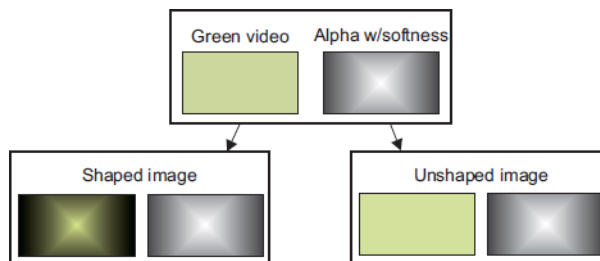 Green video
Alpha w/softness
Shaped image
Unshaped image